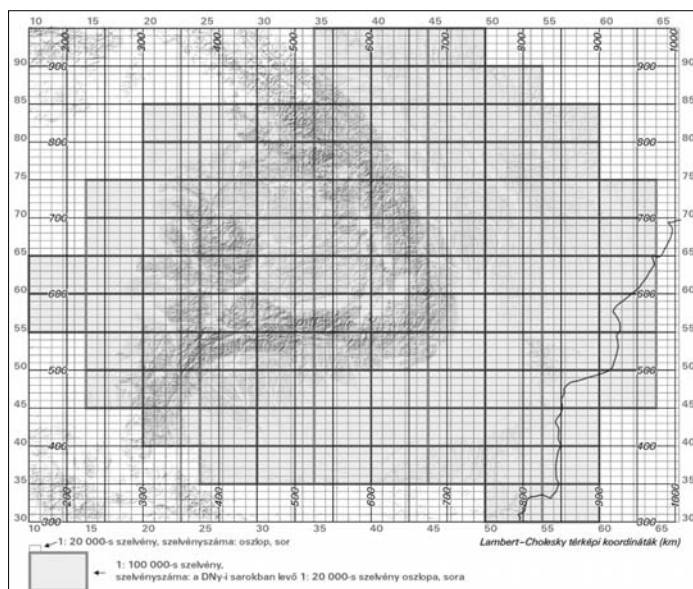 10 15 20 25 30 35 40 45 50 55 60 65
200 300 400 500 600 700 800 900 1000
90 900 900 90
85 85
80 800 800 80
75 75
70 700 700 70
65 65
60 600 600 60
55 55
50 500 500 50
45 45
40 400 400 40
35 35
200 300 400 500 600 700 800 900 1000
30 300 300 30
10 15 20 25 30 35 40 45 50 55 60 65
1: 20 000-s szelvény, szelvényszáma: oszlop, sor
Lambert–Cholesky térképi koordináták (km)
1: 100 000-s szelvény,
szelvényszáma: a DNy-i sarokban levő 1: 20 000-s szelvény oszlopa, sora